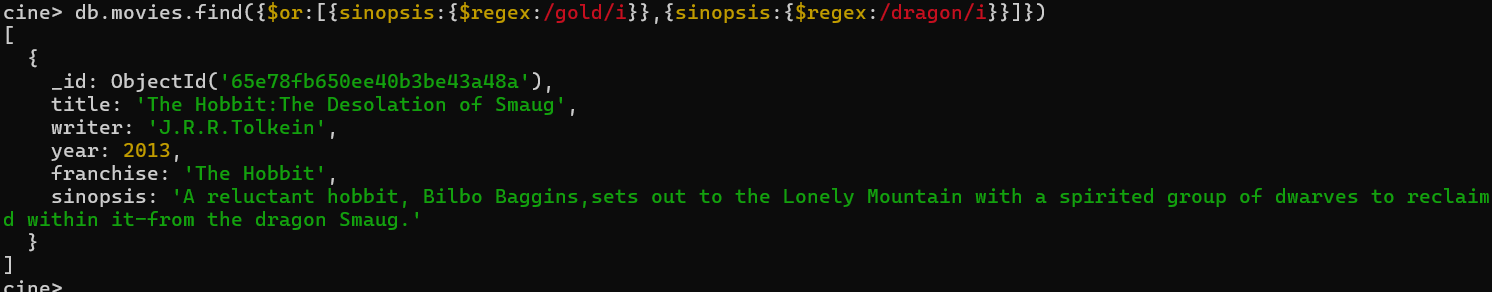 cine> db.movies.find({$or:[{sinopsis:{$regex:/gold/i}},{sinopsis:{$regex:/dragon/i}}]})
[
  {
    _id: ObjectId('65e78fb650ee40b3be43a48a'),
    title: 'The Hobbit:The Desolation of Smaug',
    writer: 'J.R.R.Tolkein',
    year: 2013,
    franchise: 'The Hobbit',
    sinopsis: 'A reluctant hobbit, Bilbo Baggins,sets out to the Lonely Mountain with a spirited group of dwarves to reclaim
d within it-from the dragon Smaug.'
  }
]
cine>